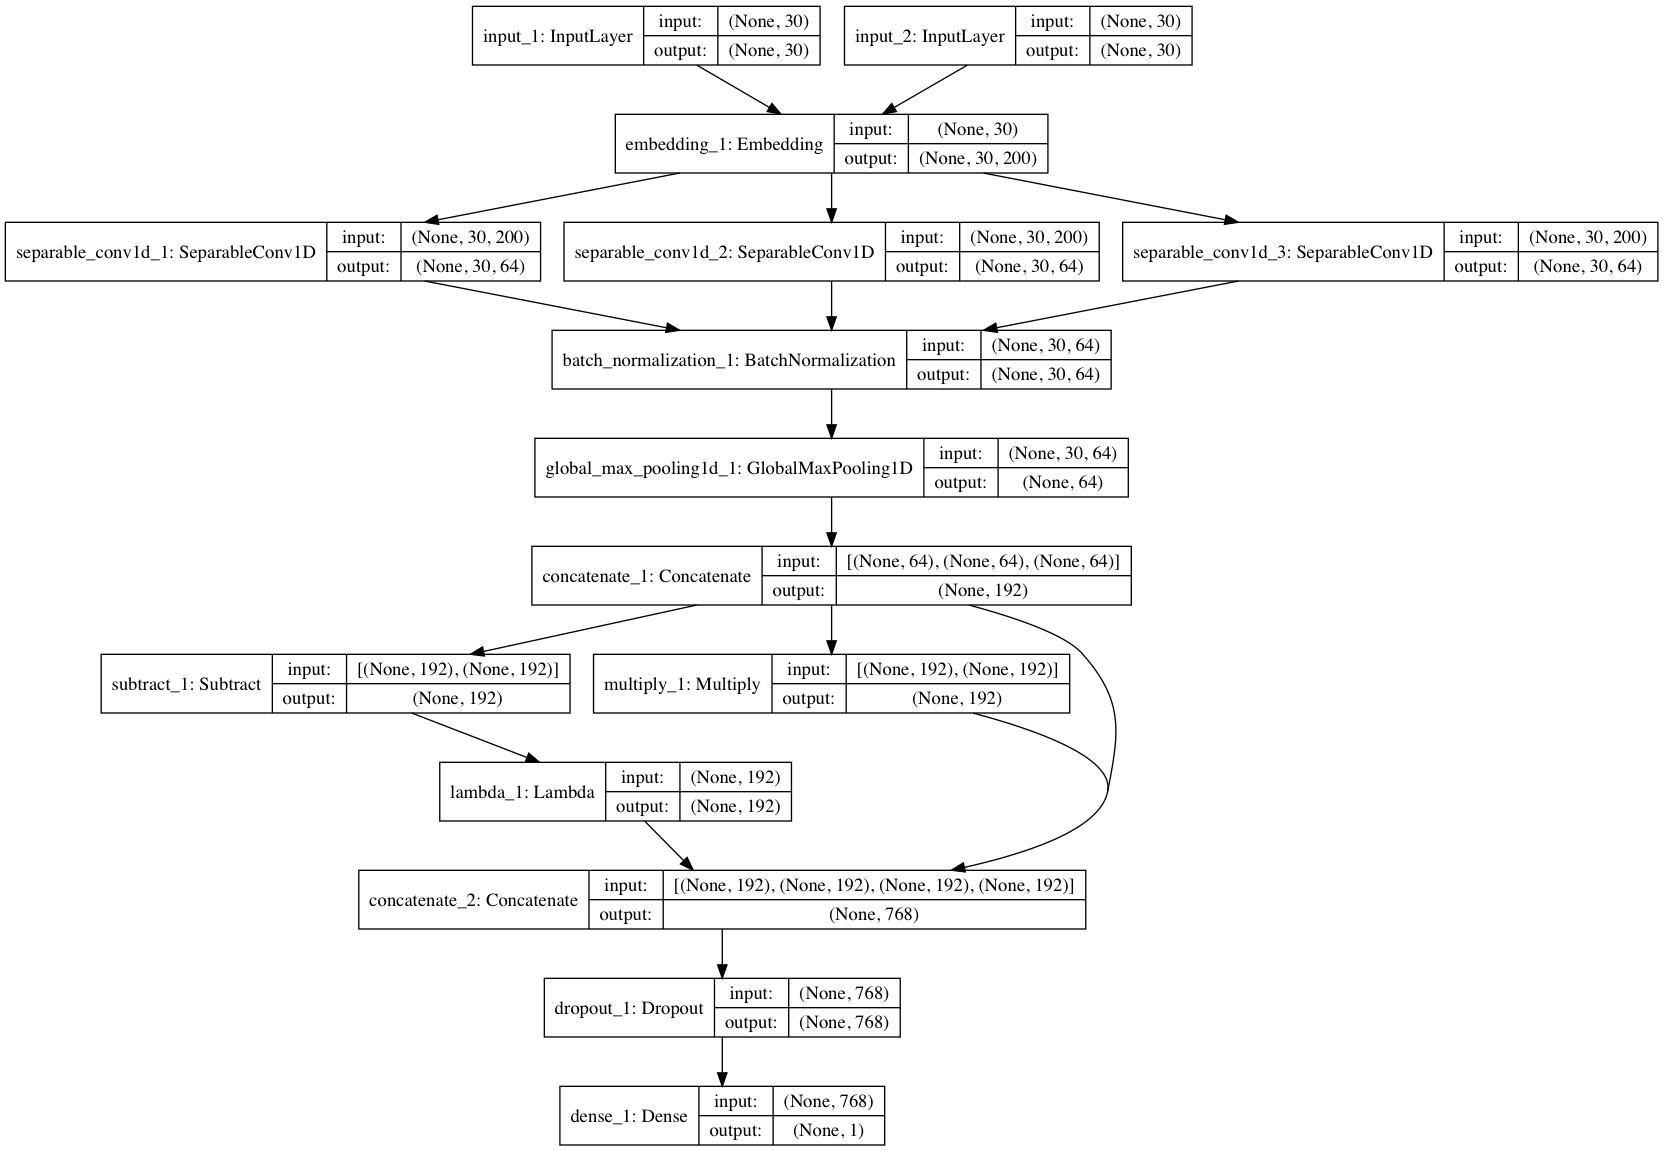 input_1: InputLayer
input: (None, 30)
output: (None, 30)
input_2: InputLayer
input: (None, 30)
output: (None, 30)
embedding_1: Embedding
input: (None, 30)
output: (None, 30, 200)
separable_conv1d_1: SeparableConv1D
input: (None, 30, 200)
output: (None, 30, 64)
separable_conv1d_2: SeparableConv1D
input: (None, 30, 200)
output: (None, 30, 64)
separable_conv1d_3: SeparableConv1D
input: (None, 30, 200)
output: (None, 30, 64)
batch_normalization_1: BatchNormalization
input: (None, 30, 64)
output: (None, 30, 64)
global_max_pooling1d_1: GlobalMaxPooling1D
input: (None, 30, 64)
output: (None, 64)
concatenate_1: Concatenate
input: [(None, 64), (None, 64), (None, 64)]
output: (None, 192)
subtract_1: Subtract
input: [(None, 192), (None, 192)]
output: (None, 192)
multiply_1: Multiply
input: [(None, 192), (None, 192)]
output: (None, 192)
lambda_1: Lambda
input: (None, 192)
output: (None, 192)
concatenate_2: Concatenate
input: [(None, 192), (None, 192), (None, 192), (None, 192)]
output: (None, 768)
dropout_1: Dropout
input: (None, 768)
output: (None, 768)
dense_1: Dense
input: (None, 768)
output: (None, 1)